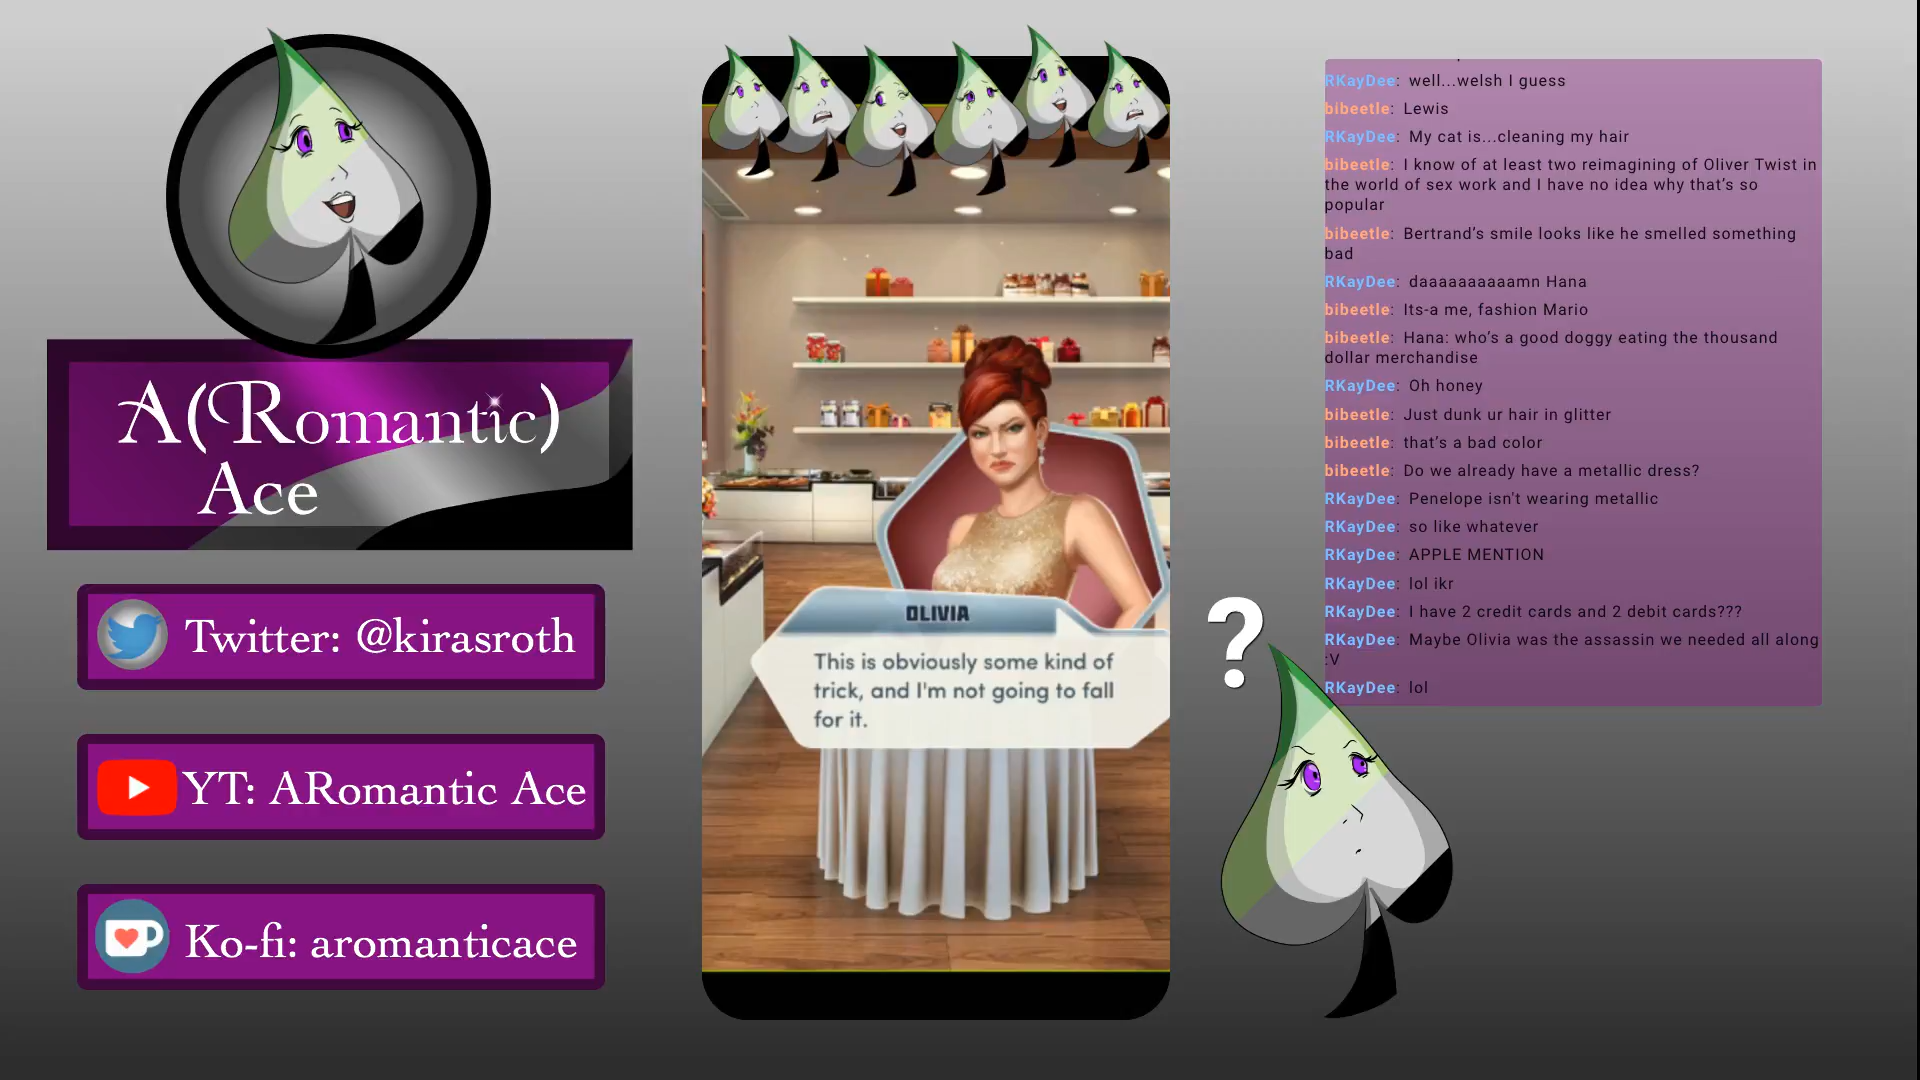 A(Romantic)
Ace
Twitter: @kirasroth
YT: ARomantic Ace
Ko-fi: aromanticace
OLIVIA
This is obviously some kind of
trick, and I'm not going to fall
for it.
?
RKayDee: well...welsh I guess
bibeetle: Lewis
RKayDee: My cat is...cleaning my hair
bibeetle: I know of at least two reimagining of Oliver Twist in
the world of sex work and I have no idea why that's so
popular
bibeetle: Bertrand's smile looks like he smelled something
bad
RKayDee: daaaaaaaaaamn Hana
bibeetle: Its-a me, fashion Mario
bibeetle: Hana: who's a good doggy eating the thousand
dollar merchandise
RKayDee: Oh honey
bibeetle: Just dunk ur hair in glitter
bibeetle: that's a bad color
bibeetle: Do we already have a metallic dress?
RKayDee: Penelope isn't wearing metallic
RKayDee: so like whatever
RKayDee: APPLE MENTION
RKayDee: lol ikr
RKayDee: I have 2 credit cards and 2 debit cards???
RKayDee: Maybe Olivia was the assassin we needed all along
:V
RKayDee: lol